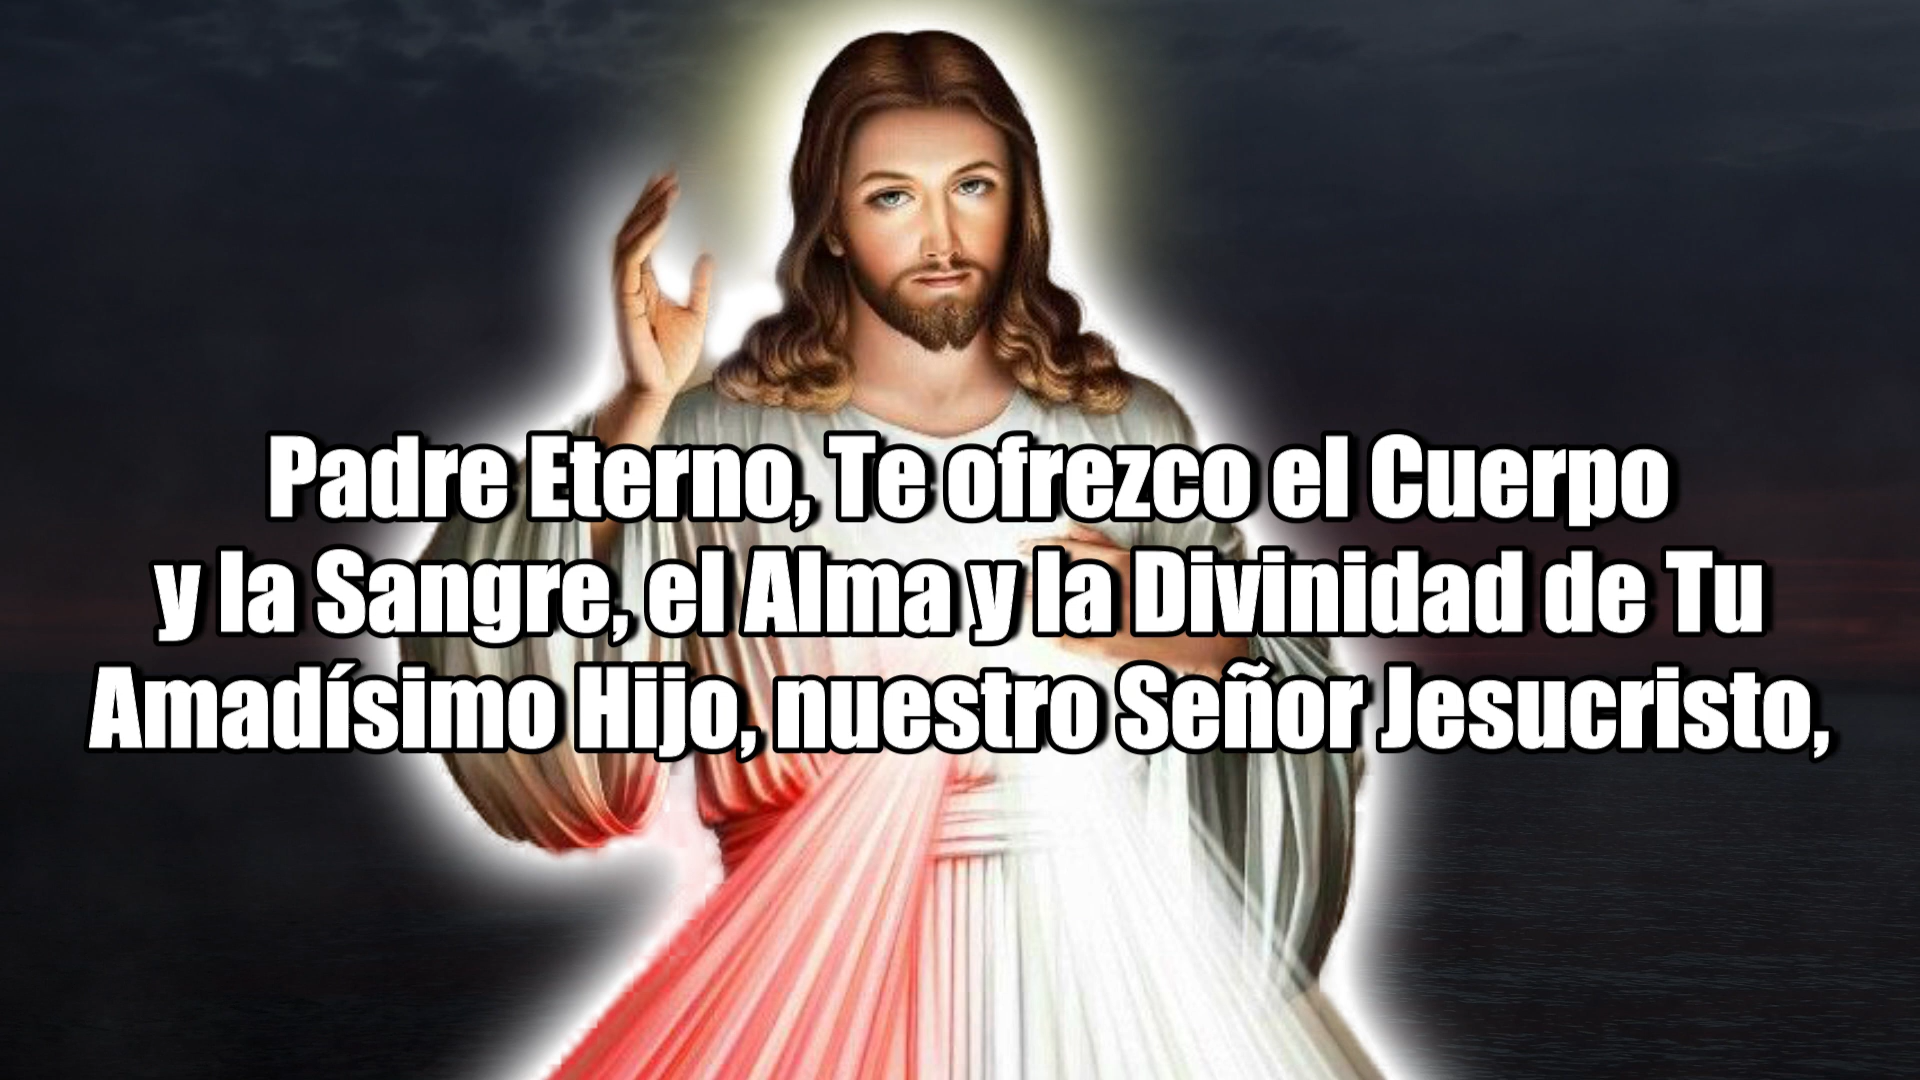 Padre Eterno, Te ofrezco el Cuerpo
y la Sangre, el Alma y la Divinidad de Tu
Amadísimo Hijo, nuestro Señor Jesucristo,